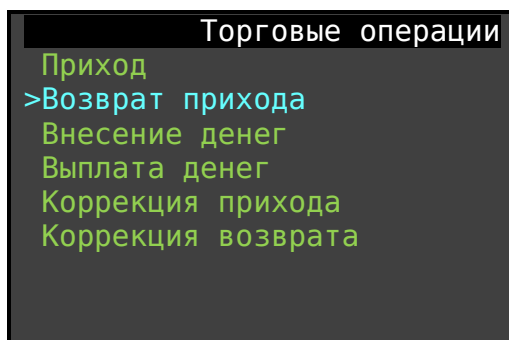 Торговые операции
Приход
>Возврат прихода
Внесение денег
Выплата денег
Коррекция прихода
Коррекция возврата